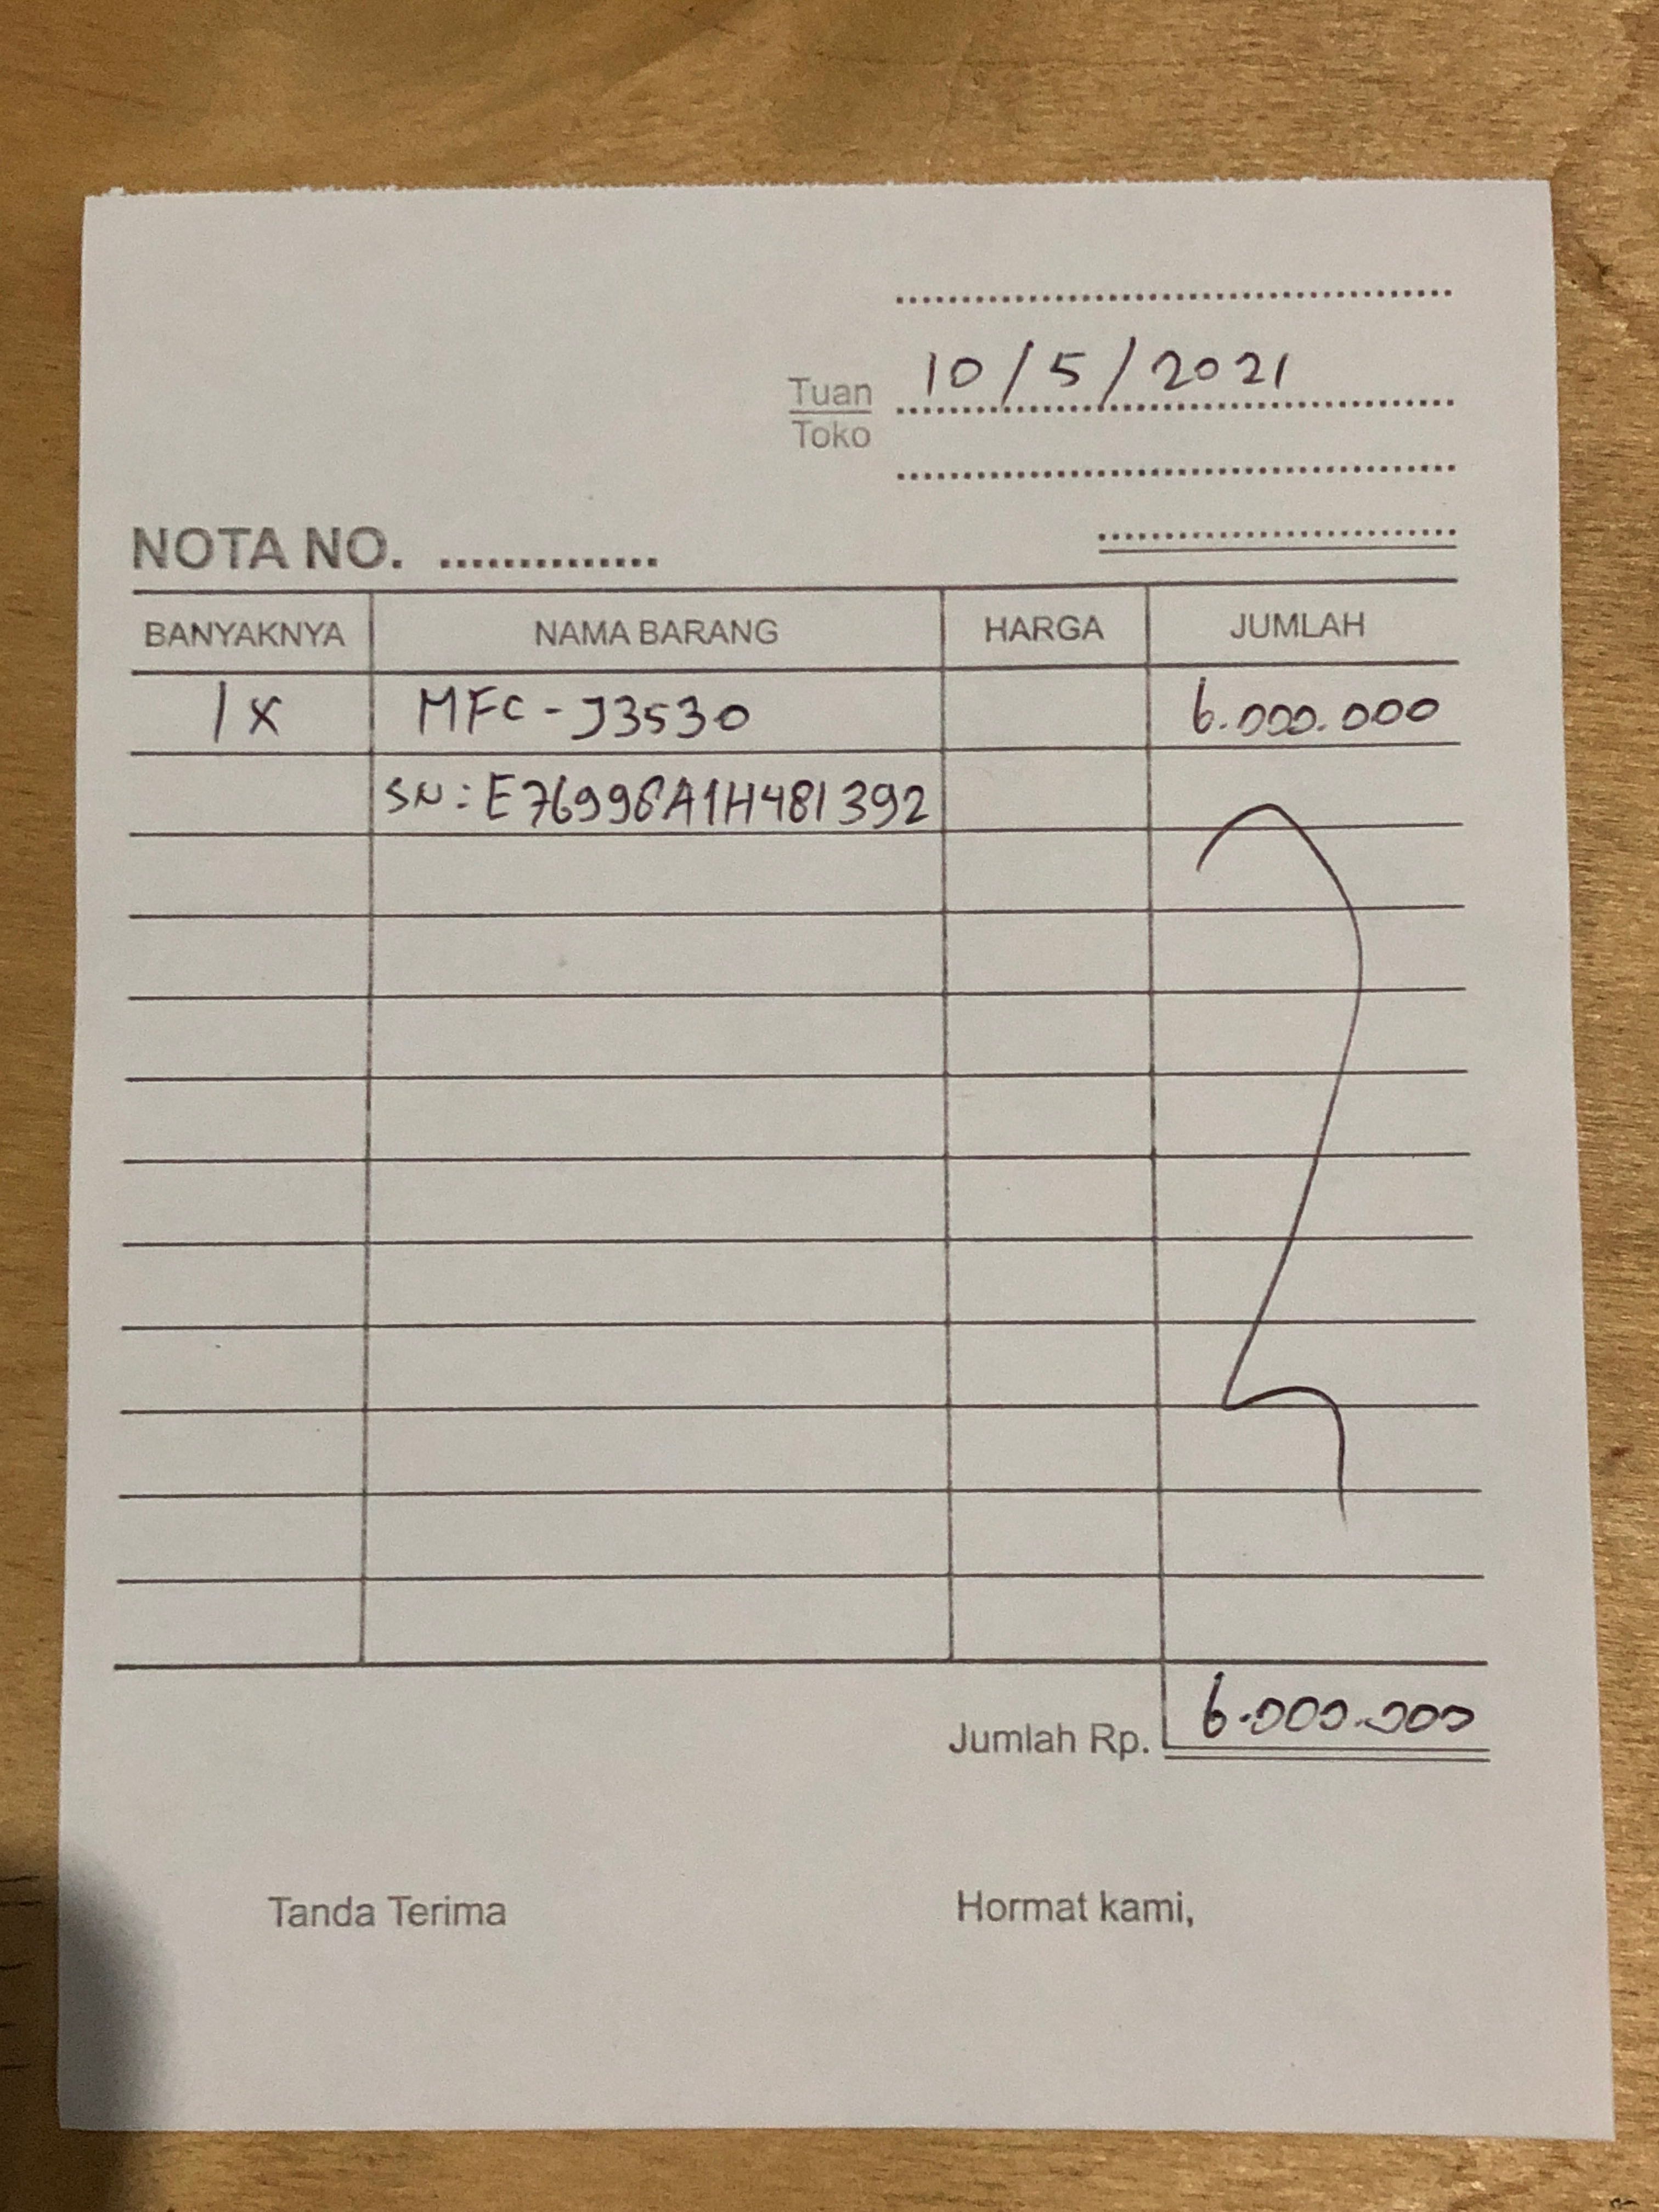 10/5/2021
Tuan
Toko
NOTA NO. ..............
BANYAKNYA NAMA BARANG HARGA JUMLAH
1x MFC-J3530 6.000.000
SN: E76998A1H481392
Jumlah Rp. 6.000.000
Tanda Terima Hormat kami,